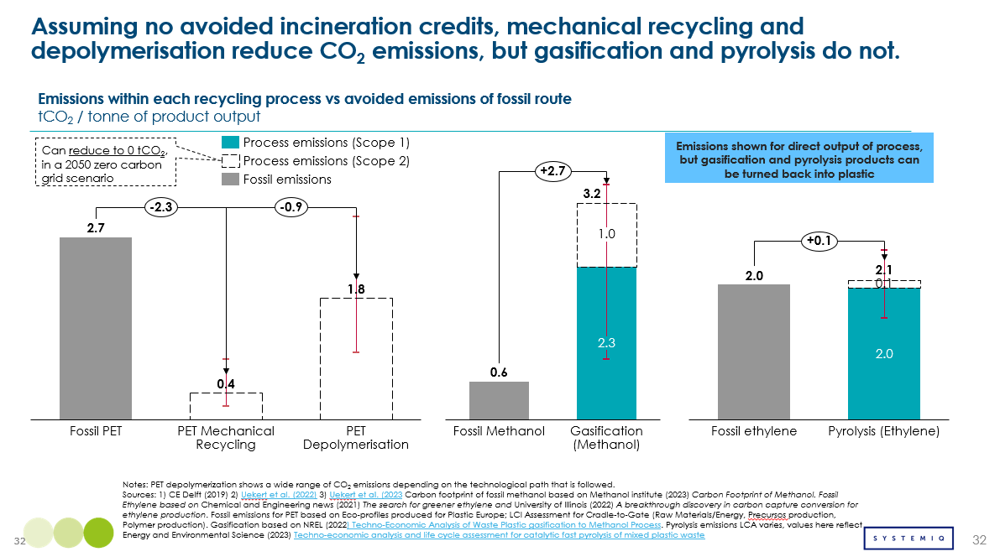 Assuming no avoided incineration credits, mechanical recycling and
depolymerisation reduce CO₂ emissions, but gasification and pyrolysis do not.
Emissions within each recycling process vs avoided emissions of fossil route
tCO₂ / tonne of product output
Can reduce to 0 tCO₂,
in a 2050 zero carbon
grid scenario
Process emissions (Scope 1)
Process emissions (Scope 2)
Fossil emissions
Emissions shown for direct output of process,
but gasification and pyrolysis products can
be turned back into plastic
-2.3
-0.9
2.7
0.4
1.8
Fossil PET
PET Mechanical
Recycling
PET
Depolymerisation
+2.7
3.2
1.0
2.3
0.6
Fossil Methanol
Gasification
(Methanol)
+0.1
2.0
2.1
0.1
2.0
Fossil ethylene
Pyrolysis (Ethylene)
Notes: PET depolymerization shows a wide range of CO₂ emissions depending on the technological path that is followed.
Sources: 1) CE Delft (2019) 2) Uekert et al. (2022) 3) Uekert et al. (2023 Carbon footprint of fossil methanol based on Methanol institute (2023) Carbon Footprint of Methanol. Fossil
Ethylene based on Chemical and Engineering news (2021) The search for greener ethylene and University of Illinois (2022) A breakthrough discovery in carbon capture conversion for
ethylene production. Fossil emissions for PET based on Eco-profiles produced for Plastic Europe; LCI Assessment for Cradle-to-Gate (Raw Materials/Energy, Precursos production,
Polymer production). Gasification based on NREL (2022) Techno-Economic Analysis of Waste Plastic gasification to Methanol Process. Pyrolysis emissions LCA varies, values here reflect
Energy and Environmental Science (2023) Techno-economic analysis and life cycle assessment for catalytic fast pyrolysis of mixed plastic waste
32
SYSTEMIQ
32